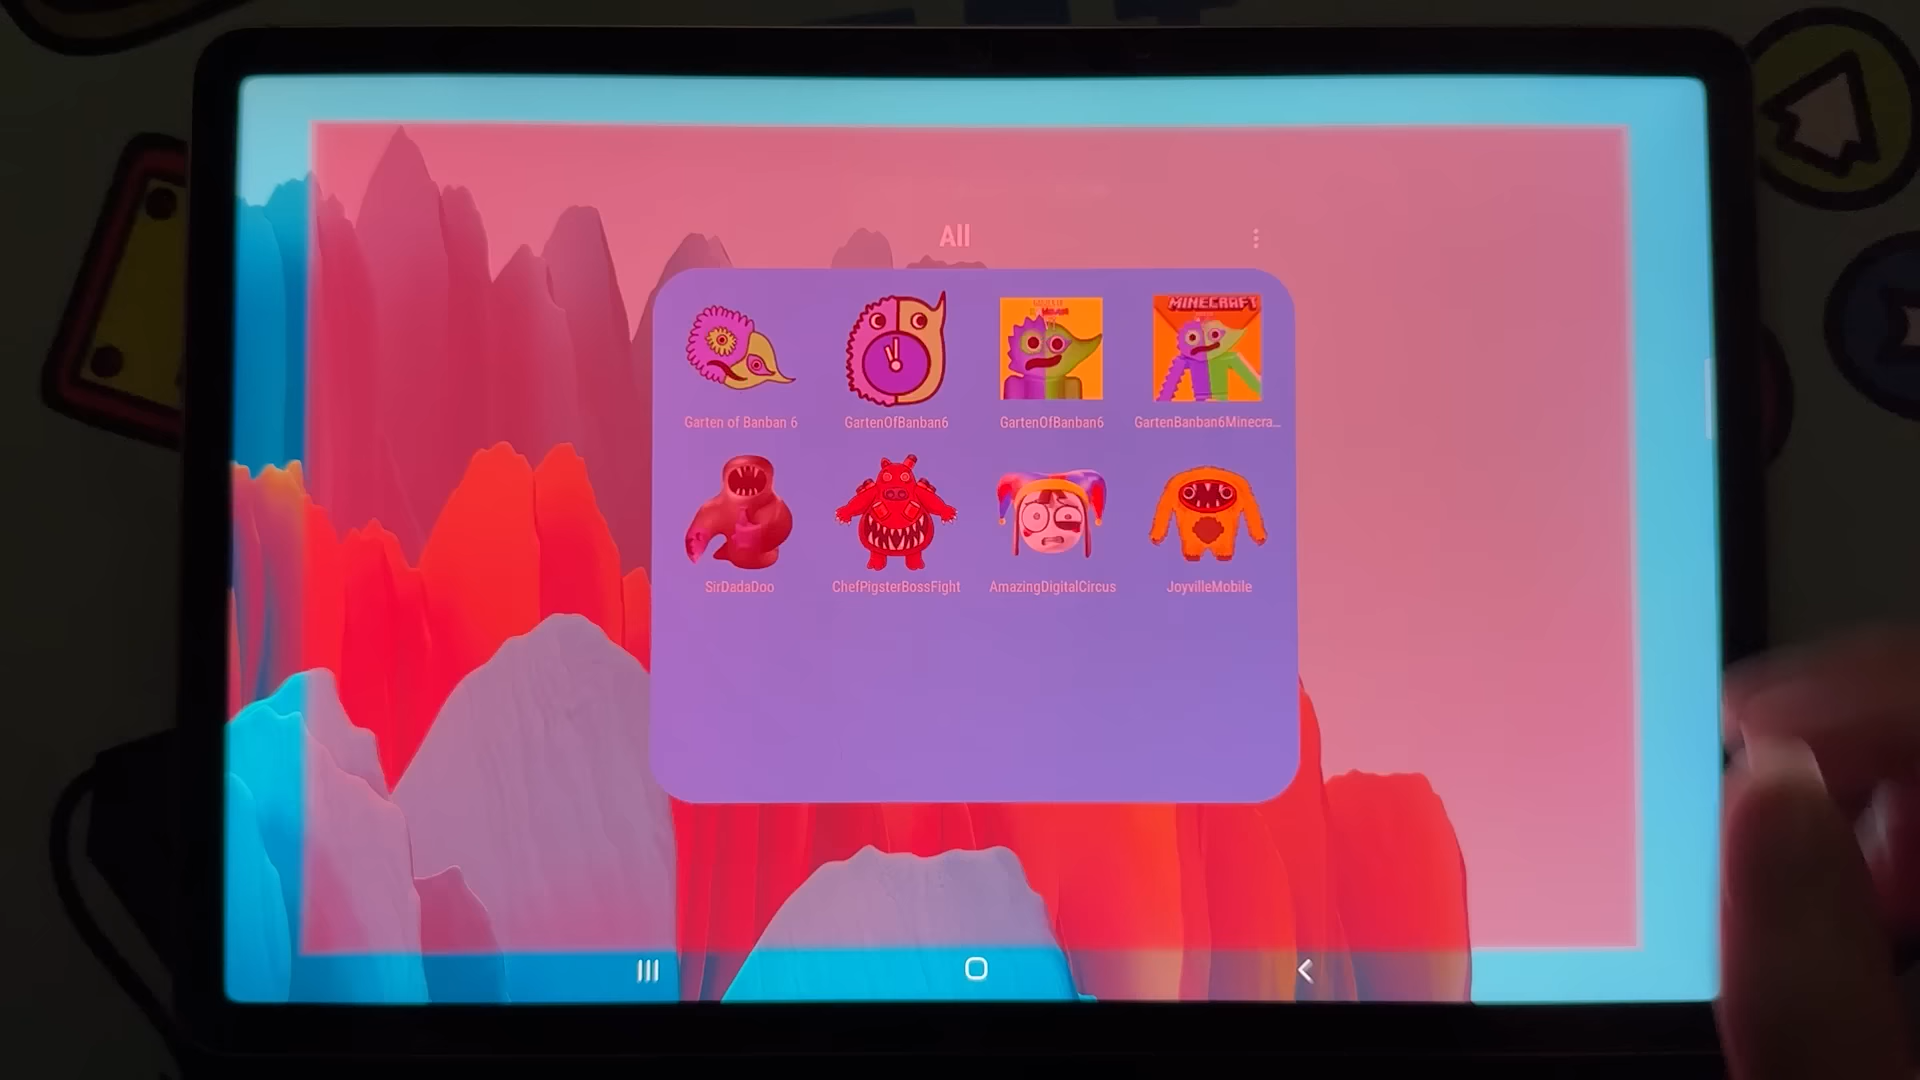 All
Garten of Banban 6
GartenOfBanban6
GartenOfBanban6
GartenBanban6Minecra...
MINECRAFT
SirDadaDoo
ChefPigsterBossFight
AmazingDigitalCircus
JoyvilleMobile